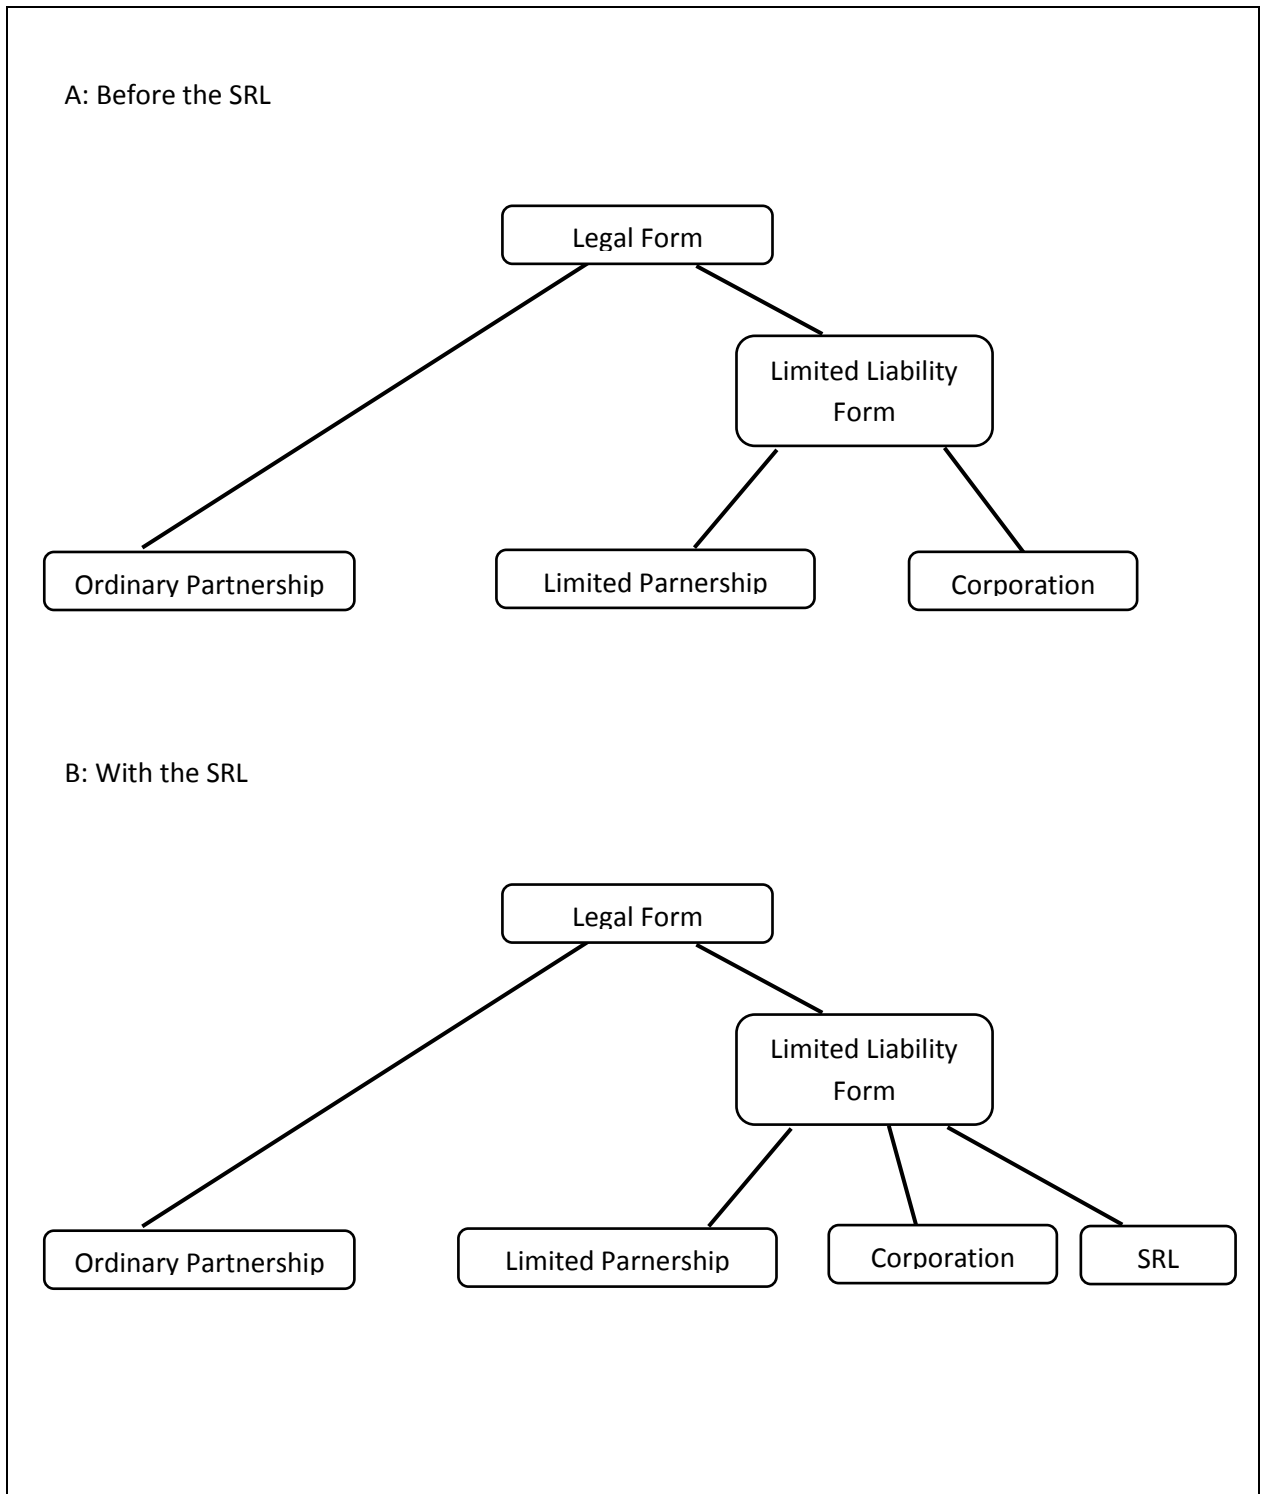 A: Before the SRL
Legal Form
Limited Liability
Form
Ordinary Partnership
Limited Parnership
Corporation
B: With the SRL
Legal Form
Limited Liability
Form
Ordinary Partnership
Limited Parnership
Corporation
SRL